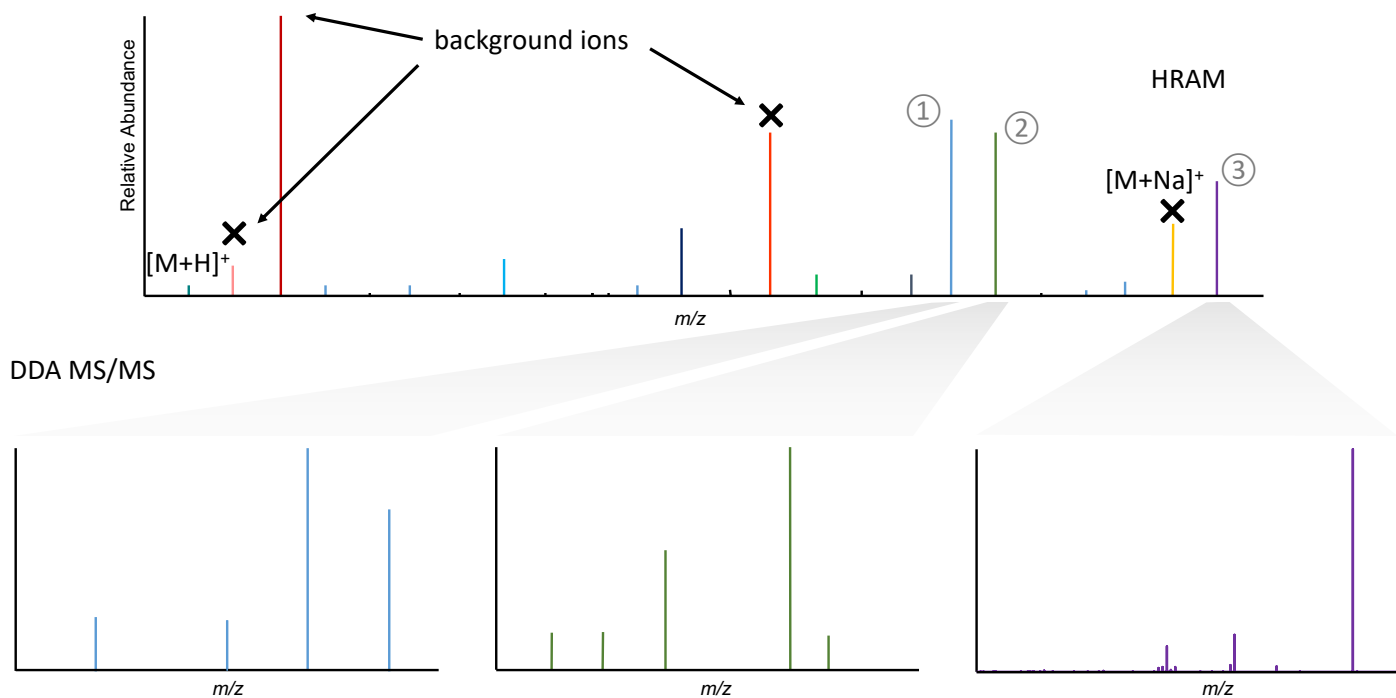 background ions
HRAM
Relative Abundance
①
②
③
[M+Na]⁺
[M+H]⁺
m/z
DDA MS/MS
m/z
m/z
m/z